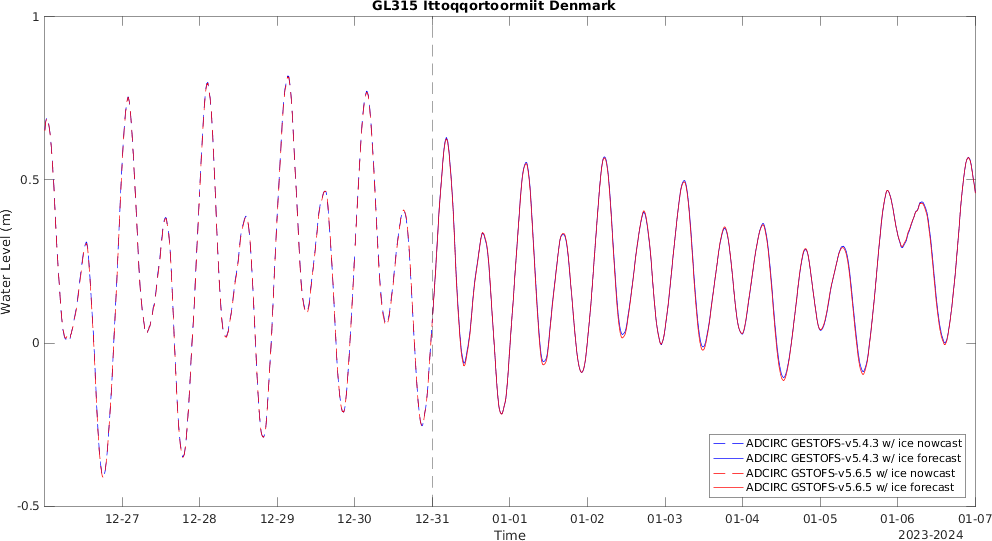 GL315 Ittoqqortoormiit Denmark
1
0.5
0
-0.5
Water Level (m)
12-27 12-28 12-29 12-30 12-31 01-01 01-02 01-03 01-04 01-05 01-06 01-07
Time
2023-2024
ADCIRC GESTOFS-v5.4.3 w/ ice nowcast
ADCIRC GESTOFS-v5.4.3 w/ ice forecast
ADCIRC GSTOFS-v5.6.5 w/ ice nowcast
ADCIRC GSTOFS-v5.6.5 w/ ice forecast